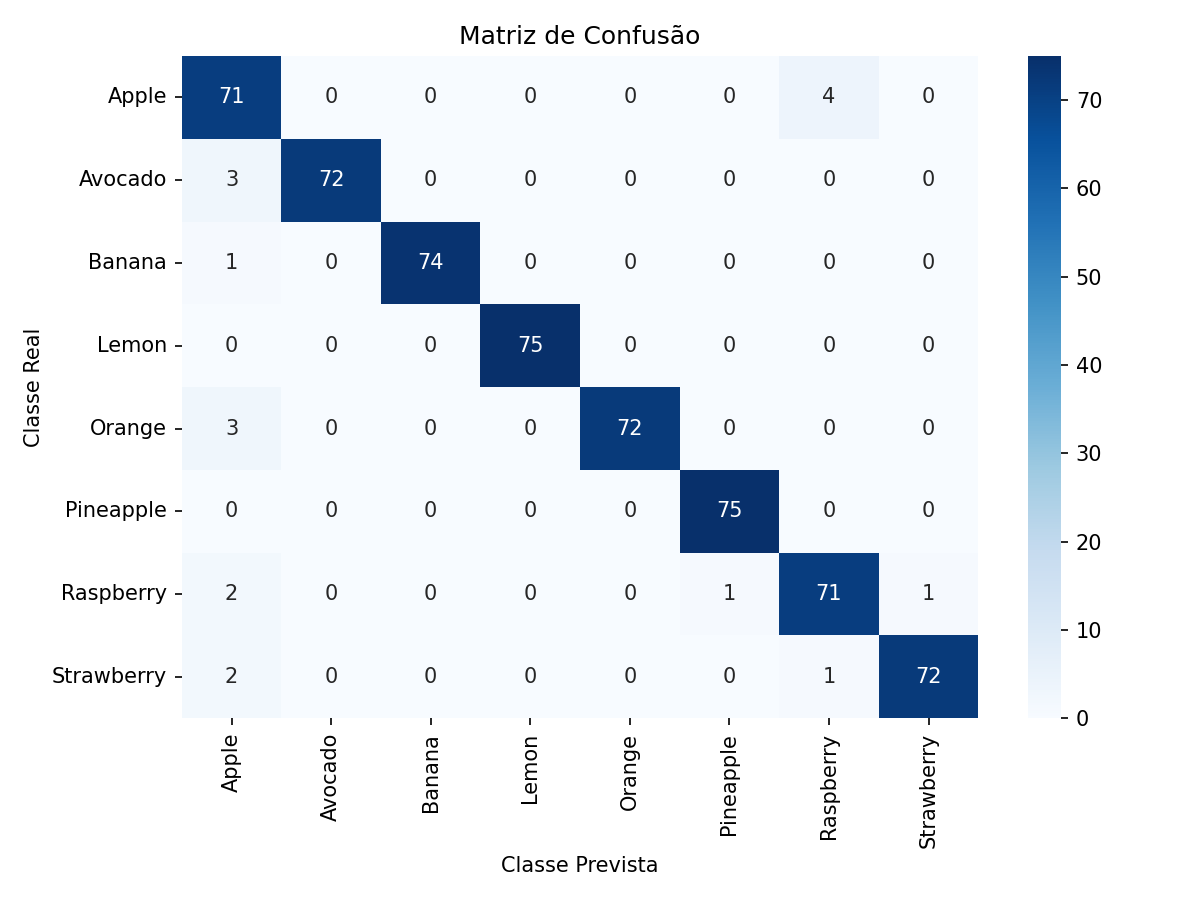 Matriz de Confusão
Apple 71 0 0 0 0 0 4 0
Avocado 3 72 0 0 0 0 0 0
Banana 1 0 74 0 0 0 0 0
Lemon 0 0 0 75 0 0 0 0
Orange 3 0 0 0 72 0 0 0
Pineapple 0 0 0 0 0 75 0 0
Raspberry 2 0 0 0 0 1 71 1
Strawberry 2 0 0 0 0 0 1 72
Classe Real
Apple Avocado Banana Lemon Orange Pineapple Raspberry Strawberry
Classe Prevista
70
60
50
40
30
20
10
0